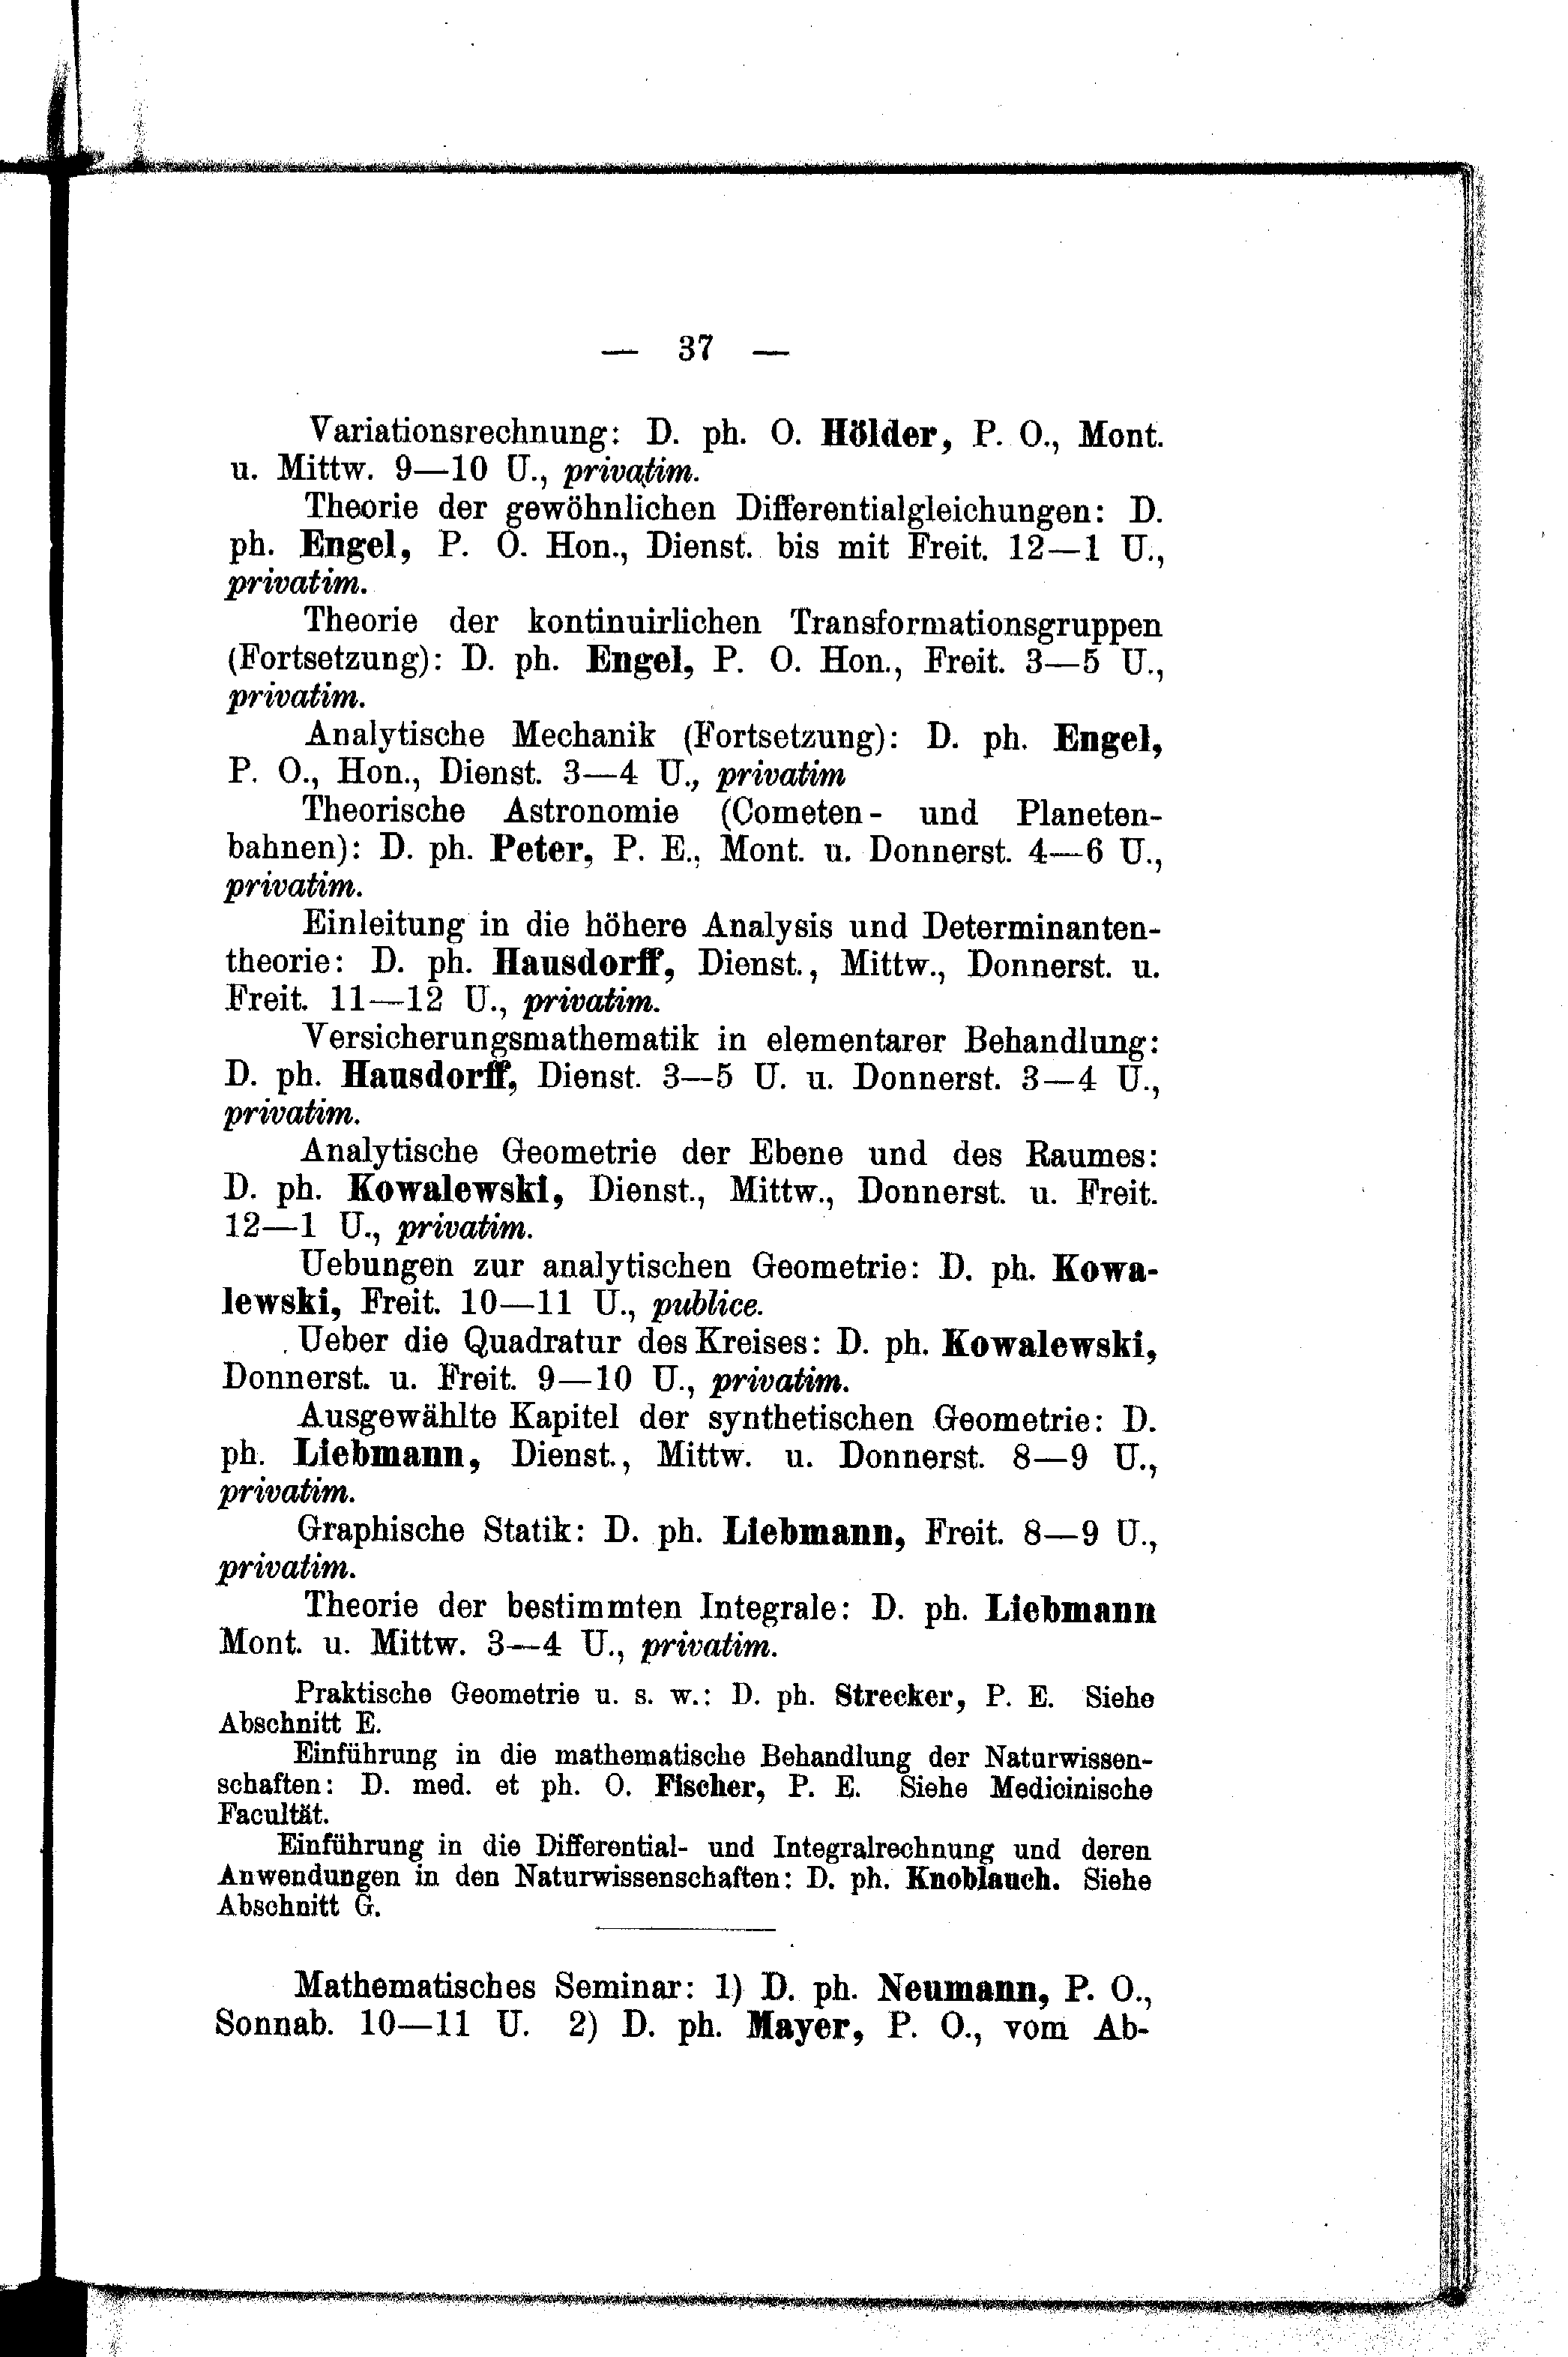 — 37 —
Variationsrechnung: D. ph. O. Hölder, P. O., Mont.
u. Mittw. 9—10 U., privatim.
Theorie der gewöhnlichen Differentialgleichungen: D.
ph. Engel, P. O. Hon., Dienst. bis mit Freit. 12—1 U.,
privatim.
Theorie der kontinuirlichen Transformationsgruppen
(Fortsetzung): D. ph. Engel, P. O. Hon., Freit. 3—5 U.,
privatim.
Analytische Mechanik (Fortsetzung): D. ph. Engel,
P. O., Hon., Dienst. 3—4 U., privatim
Theorische Astronomie (Cometen- und Planeten-
bahnen): D. ph. Peter, P. E., Mont. u. Donnerst. 4—6 U.,
privatim.
Einleitung in die höhere Analysis und Determinanten-
theorie: D. ph. Hausdorff, Dienst., Mittw., Donnerst. u.
Freit. 11—12 U., privatim.
Versicherungsmathematik in elementarer Behandlung:
D. ph. Hausdorff, Dienst. 3—5 U. u. Donnerst. 3—4 U.,
privatim.
Analytische Geometrie der Ebene und des Raumes:
D. ph. Kowalewski, Dienst., Mittw., Donnerst. u. Freit.
12—1 U., privatim.
Uebungen zur analytischen Geometrie: D. ph. Kowa-
lewski, Freit. 10—11 U., publice.
Ueber die Quadratur des Kreises: D. ph. Kowalewski,
Donnerst. u. Freit. 9—10 U., privatim.
Ausgewählte Kapitel der synthetischen Geometrie: D.
ph. Liebmann, Dienst., Mittw. u. Donnerst. 8—9 U.,
privatim.
Graphische Statik: D. ph. Liebmann, Freit. 8—9 U.,
privatim.
Theorie der bestimmten Integrale: D. ph. Liebmann
Mont. u. Mittw. 3—4 U., privatim.
Praktische Geometrie u. s. w.: D. ph. Strecker, P. E. Siehe
Abschnitt E.
Einführung in die mathematische Behandlung der Naturwissen-
schaften: D. med. et ph. O. Fischer, P. E. Siehe Medicinische
Facultät.
Einführung in die Differential- und Integralrechnung und deren
Anwendungen in den Naturwissenschaften: D. ph. Knoblauch. Siehe
Abschnitt G.
Mathematisches Seminar: 1) D. ph. Neumann, P. O.,
Sonnab. 10—11 U. 2) D. ph. Mayer, P. O., vom Ab-